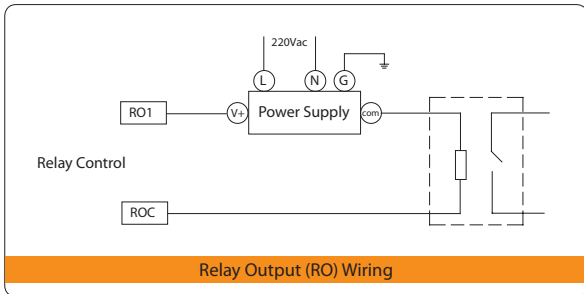 220Vac
L
N
G
RO1
V+
Power Supply
com
Relay Control
ROC
Relay Output (RO) Wiring